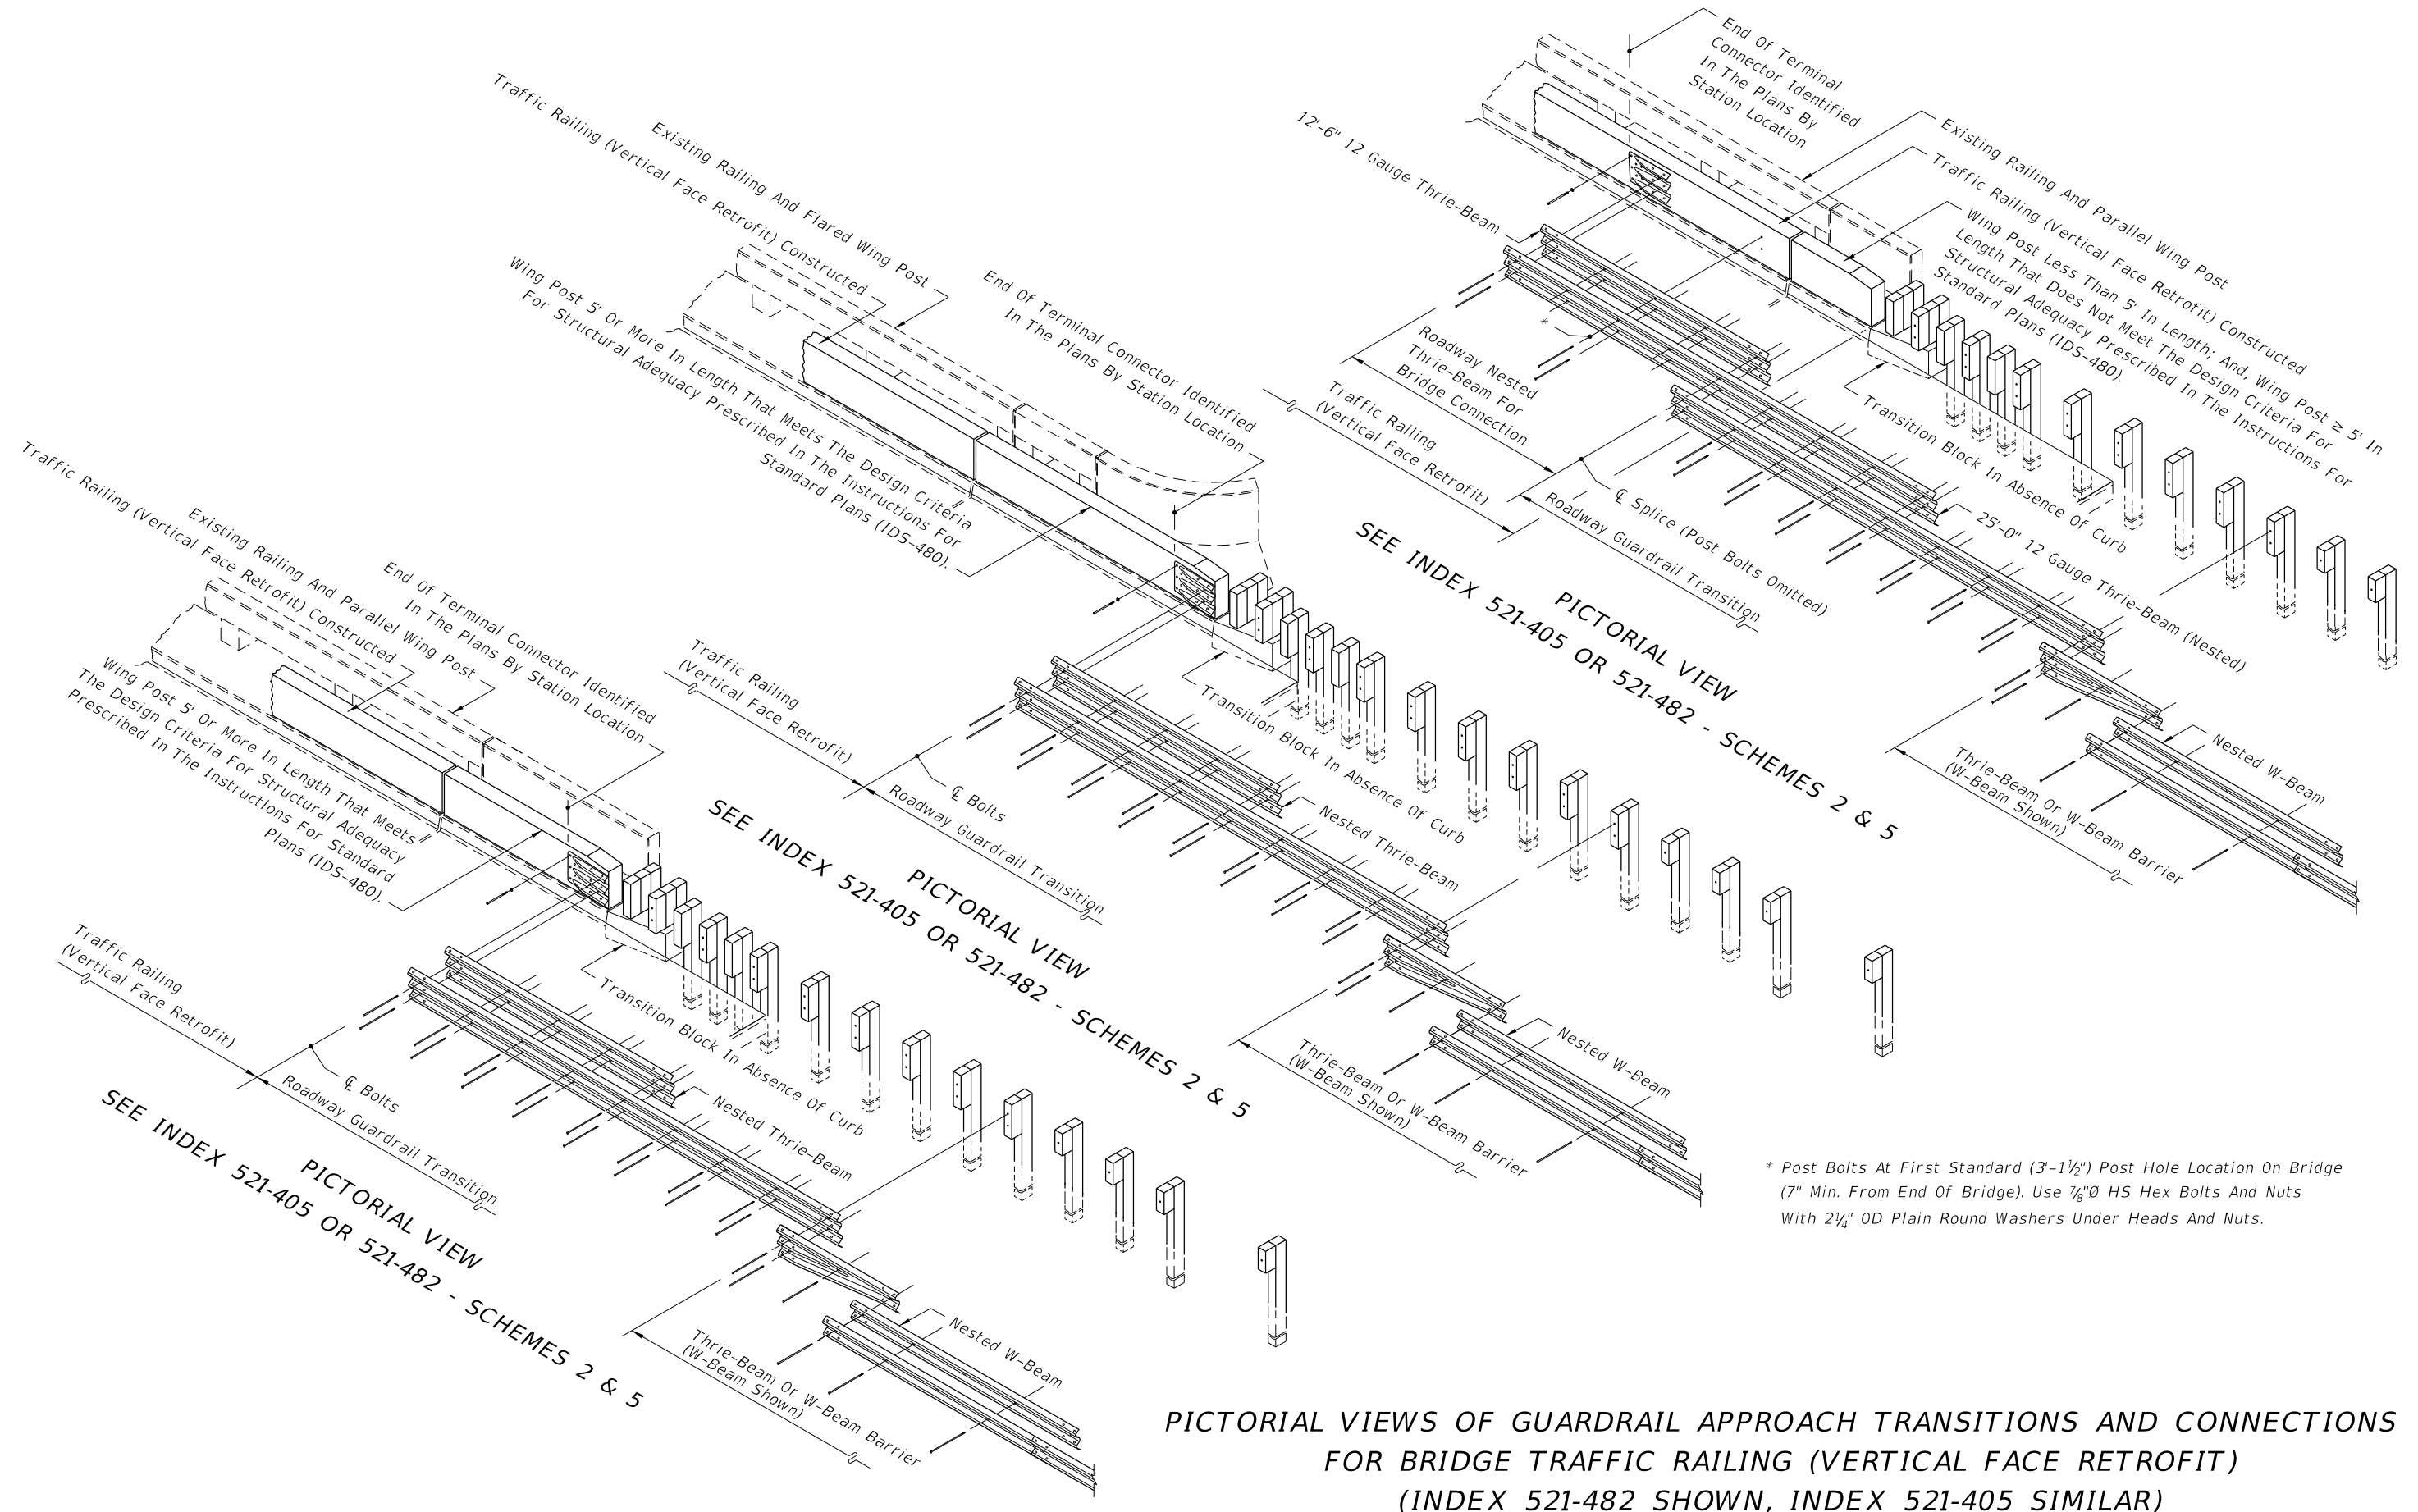 Traffic Railing (Vertical Face Retrofit) Constructed
Existing Railing And Parallel Wing Post
End Of Terminal Connector Identified
In The Plans By Station Location
Wing Post 5' Or More In Length That Meets
The Design Criteria For Structural Adequacy
Prescribed In The Instructions For Standard
Plans (IDS-480).
Traffic Railing
(Vertical Face Retrofit)
℄ Bolts
Roadway Guardrail Transition
Transition Block In Absence Of Curb
Nested Thrie-Beam
Nested W-Beam
Thrie-Beam Or W-Beam Barrier
(W-Beam Shown)
PICTORIAL VIEW
SEE INDEX 521-405 OR 521-482 - SCHEMES 2 & 5
Traffic Railing (Vertical Face Retrofit) Constructed
Existing Railing And Flared Wing Post
End Of Terminal Connector Identified
In The Plans By Station Location
Wing Post 5' Or More In Length That Meets The Design Criteria
For Structural Adequacy Prescribed In The Instructions For
Standard Plans (IDS-480).
Traffic Railing
(Vertical Face Retrofit)
℄ Bolts
Roadway Guardrail Transition
Transition Block In Absence Of Curb
Nested Thrie-Beam
Nested W-Beam
Thrie-Beam Or W-Beam Barrier
(W-Beam Shown)
PICTORIAL VIEW
SEE INDEX 521-405 OR 521-482 - SCHEMES 2 & 5
End Of Terminal
Connector Identified
In The Plans By
Station Location
12'-6" 12 Gauge Thrie-Beam
Existing Railing And Parallel Wing Post
Traffic Railing (Vertical Face Retrofit) Constructed
Wing Post Less Than 5' In Length; And, Wing Post ≥ 5' In
Length That Does Not Meet The Design Criteria For
Structural Adequacy Prescribed In The Instructions For
Standard Plans (IDS-480).
*
Roadway Nested
Thrie-Beam For
Bridge Connection
Traffic Railing
(Vertical Face Retrofit)
℄ Splice (Post Bolts Omitted)
Roadway Guardrail Transition
Transition Block In Absence Of Curb
25'-0" 12 Gauge Thrie-Beam (Nested)
Nested W-Beam
Thrie-Beam Or W-Beam Barrier
(W-Beam Shown)
PICTORIAL VIEW
SEE INDEX 521-405 OR 521-482 - SCHEMES 2 & 5
* Post Bolts At First Standard (3'-1½") Post Hole Location On Bridge
(7" Min. From End Of Bridge). Use ⅞"Ø HS Hex Bolts And Nuts
With 2¼" OD Plain Round Washers Under Heads And Nuts.
PICTORIAL VIEWS OF GUARDRAIL APPROACH TRANSITIONS AND CONNECTIONS
FOR BRIDGE TRAFFIC RAILING (VERTICAL FACE RETROFIT)
(INDEX 521-482 SHOWN, INDEX 521-405 SIMILAR)